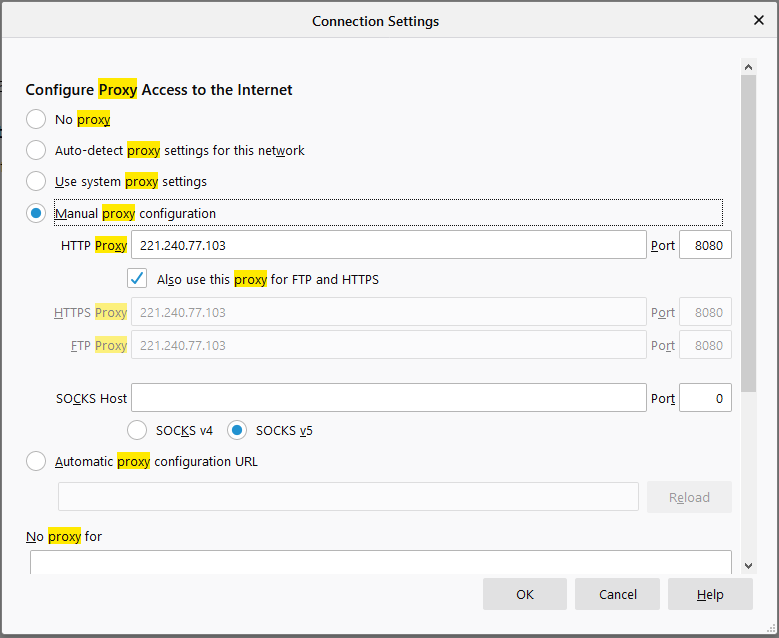 Connection Settings
Configure Proxy Access to the Internet
No proxy
Auto-detect proxy settings for this network
Use system proxy settings
Manual proxy configuration
HTTP Proxy 221.240.77.103 Port 8080
Also use this proxy for FTP and HTTPS
HTTPS Proxy 221.240.77.103 Port 8080
FTP Proxy 221.240.77.103 Port 8080
SOCKS Host Port 0
SOCKS v4 SOCKS v5
Automatic proxy configuration URL
Reload
No proxy for
OK Cancel Help